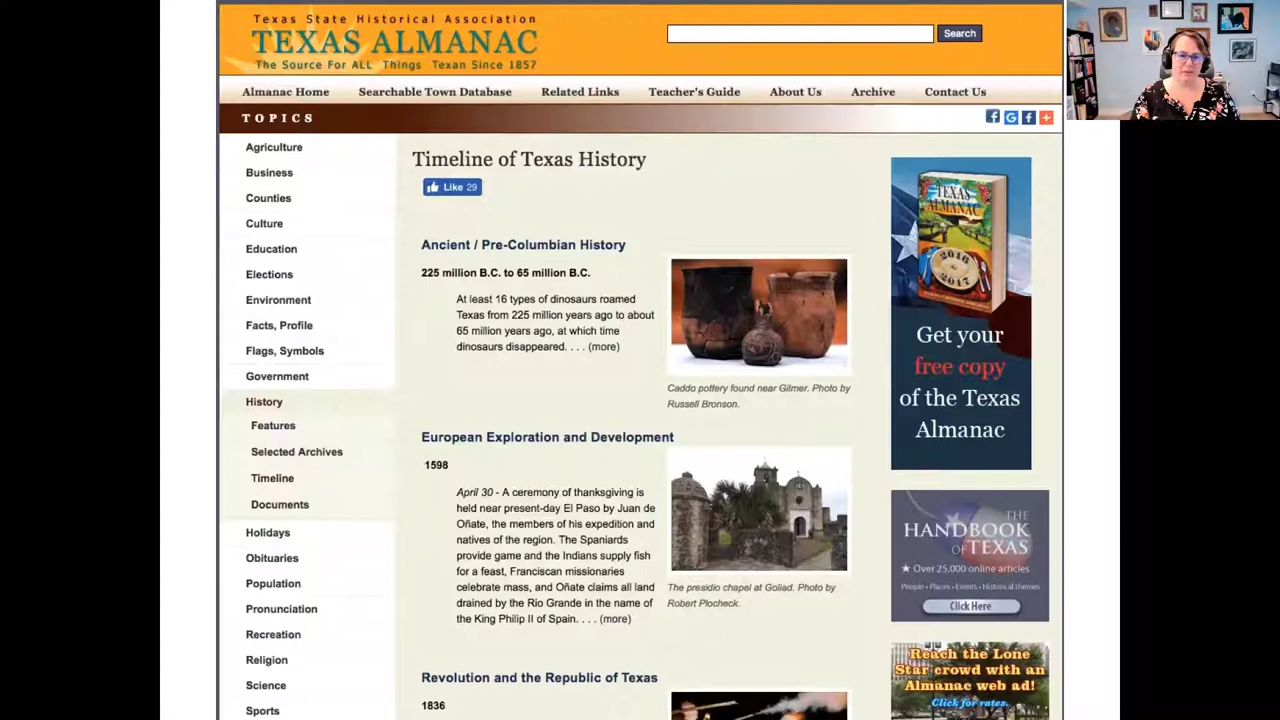 Texas State Historical Association
TEXAS ALMANAC
The Source For ALL Things Texan Since 1857
Search
Almanac Home
Searchable Town Database
Related Links
Teacher's Guide
About Us
Archive
Contact Us
TOPICS
Agriculture
Business
Counties
Culture
Education
Elections
Environment
Facts, Profile
Flags, Symbols
Government
History
Features
Selected Archives
Timeline
Documents
Holidays
Obituaries
Population
Pronunciation
Recreation
Religion
Science
Sports
Timeline of Texas History
Like 29
Ancient / Pre-Columbian History
225 million B.C. to 65 million B.C.
At least 16 types of dinosaurs roamed
Texas from 225 million years ago to about
65 million years ago, at which time
dinosaurs disappeared. . . . (more)
Caddo pottery found near Gilmer. Photo by
Russell Bronson.
European Exploration and Development
1598
April 30 - A ceremony of thanksgiving is
held near present-day El Paso by Juan de
Oñate, the members of his expedition and
natives of the region. The Spaniards
provide game and the Indians supply fish
for a feast, Franciscan missionaries
celebrate mass, and Oñate claims all land
drained by the Rio Grande in the name of
the King Philip II of Spain. . . . (more)
The presidio chapel at Goliad. Photo by
Robert Plocheck.
Revolution and the Republic of Texas
1836
TEXAS
ALMANAC
2016
2017
Get your
free copy
of the Texas
Almanac
THE
HANDBOOK
OF TEXAS
★ Over 25,000 online articles
People • Places • Events • Historical themes
Click Here
Reach the Lone
Star crowd with an
Almanac web ad!
Click for rates.